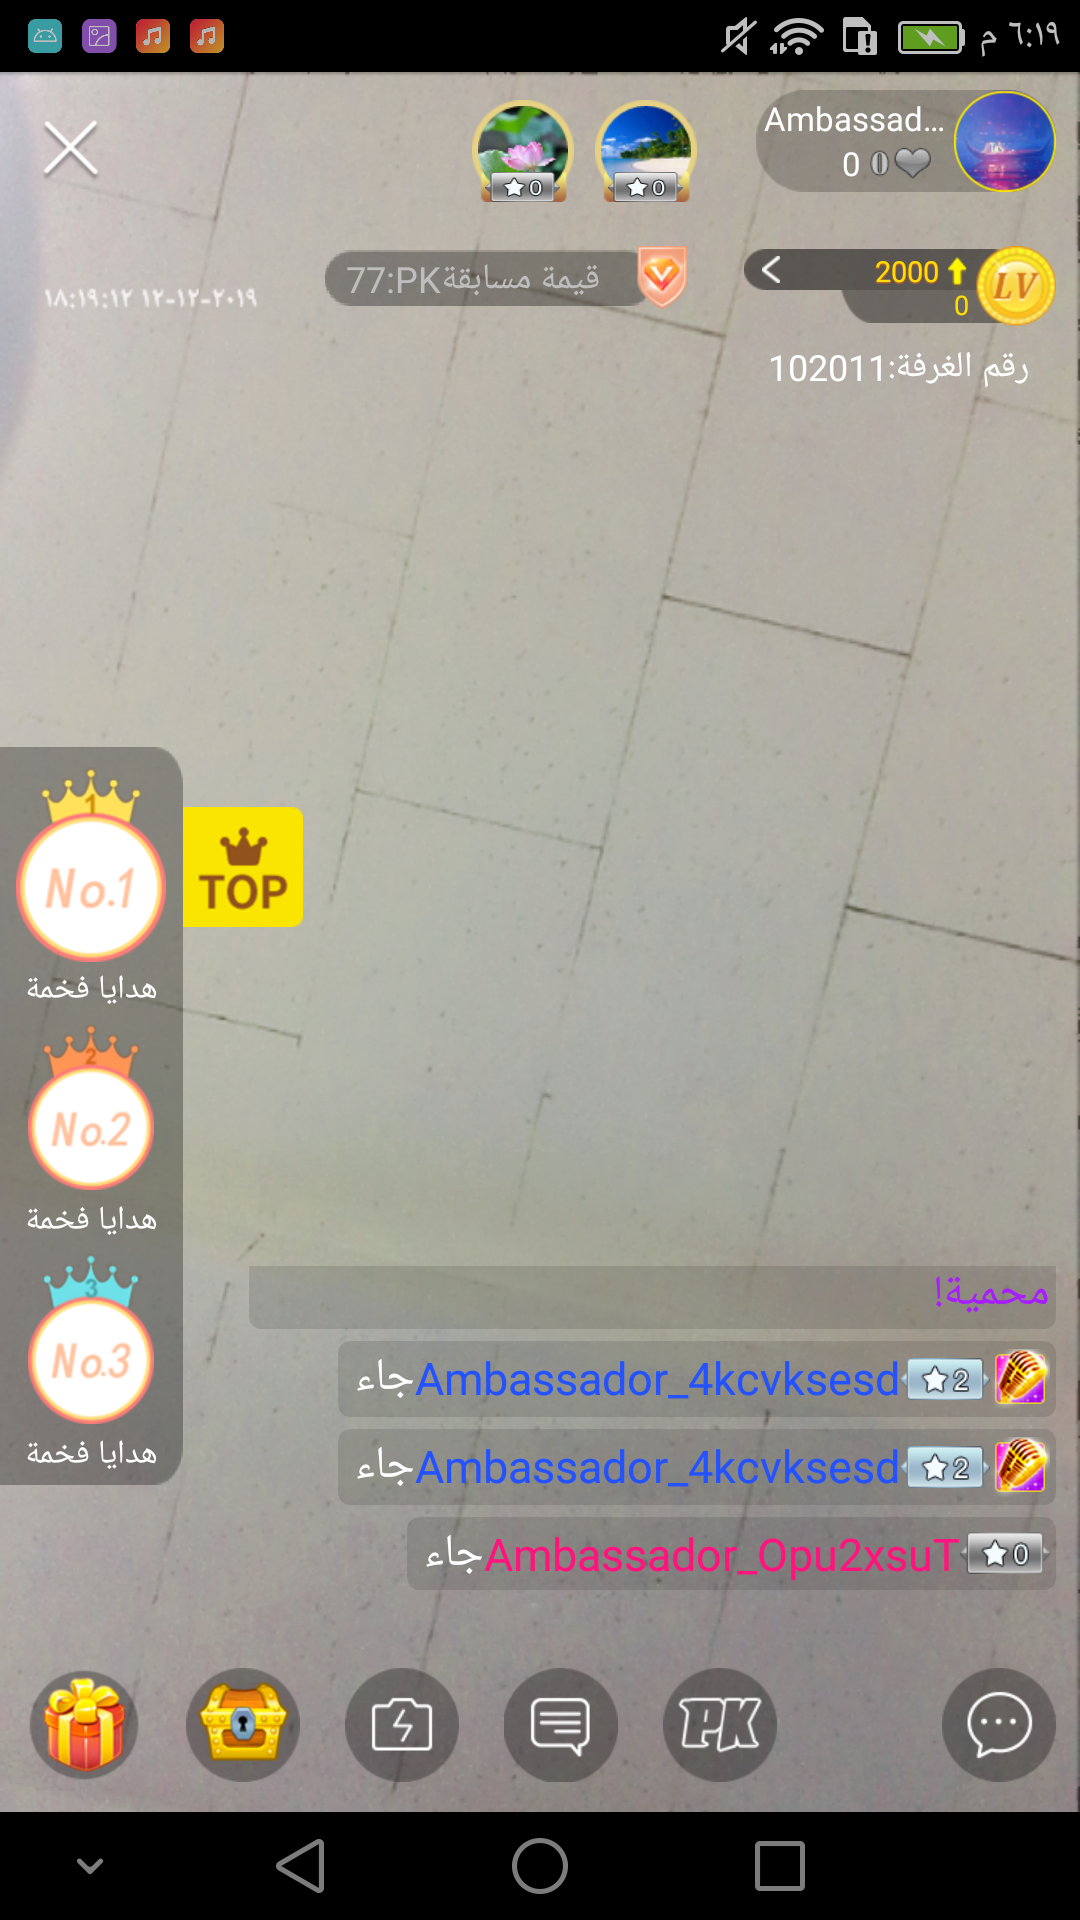 ٦:١٩ م
Ambassad...
0 0
0
0
2000
0
LV
قيمة مسابقةPK:77
١٨:١٩:١٢ ١٢-١٢-٢٠١٩
رقم الغرفة:102011
1
No.1
TOP
هدايا فخمة
2
No.2
هدايا فخمة
3
No.3
هدايا فخمة
محمية!
2 Ambassador_4kcvksesdجاء
2 Ambassador_4kcvksesdجاء
0 Ambassador_Opu2xsuTجاء
PK